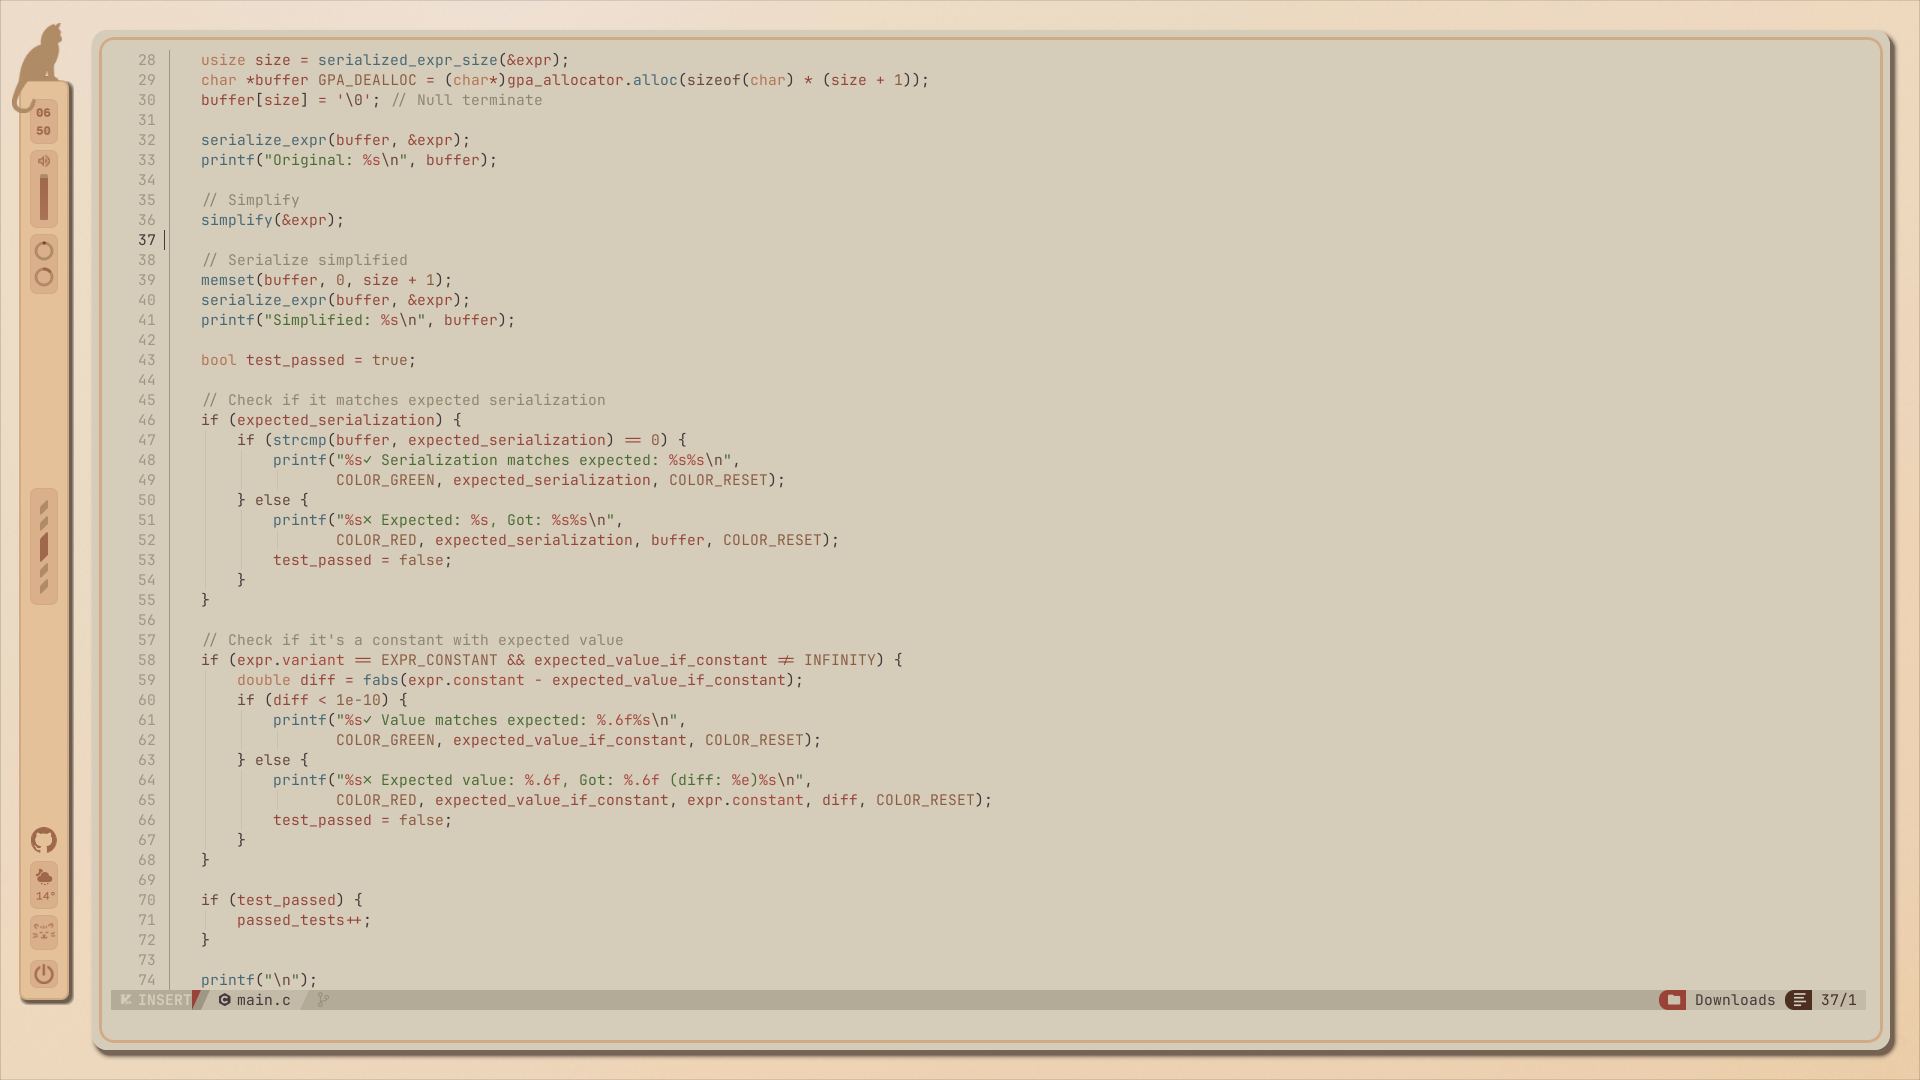 06
50
14°
28 usize size = serialized_expr_size(&expr);
29 char *buffer GPA_DEALLOC = (char*)gpa_allocator.alloc(sizeof(char) * (size + 1));
30 buffer[size] = '\0'; // Null terminate
31
32 serialize_expr(buffer, &expr);
33 printf("Original: %s\n", buffer);
34
35 // Simplify
36 simplify(&expr);
37
38 // Serialize simplified
39 memset(buffer, 0, size + 1);
40 serialize_expr(buffer, &expr);
41 printf("Simplified: %s\n", buffer);
42
43 bool test_passed = true;
44
45 // Check if it matches expected serialization
46 if (expected_serialization) {
47 if (strcmp(buffer, expected_serialization) == 0) {
48 printf("%s✓ Serialization matches expected: %s%s\n",
49 COLOR_GREEN, expected_serialization, COLOR_RESET);
50 } else {
51 printf("%s✗ Expected: %s, Got: %s%s\n",
52 COLOR_RED, expected_serialization, buffer, COLOR_RESET);
53 test_passed = false;
54 }
55 }
56
57 // Check if it's a constant with expected value
58 if (expr.variant == EXPR_CONSTANT && expected_value_if_constant != INFINITY) {
59 double diff = fabs(expr.constant - expected_value_if_constant);
60 if (diff < 1e-10) {
61 printf("%s✓ Value matches expected: %.6f%s\n",
62 COLOR_GREEN, expected_value_if_constant, COLOR_RESET);
63 } else {
64 printf("%s✗ Expected value: %.6f, Got: %.6f (diff: %e)%s\n",
65 COLOR_RED, expected_value_if_constant, expr.constant, diff, COLOR_RESET);
66 test_passed = false;
67 }
68 }
69
70 if (test_passed) {
71 passed_tests++;
72 }
73
74 printf("\n");
INSERT main.c Downloads 37/1